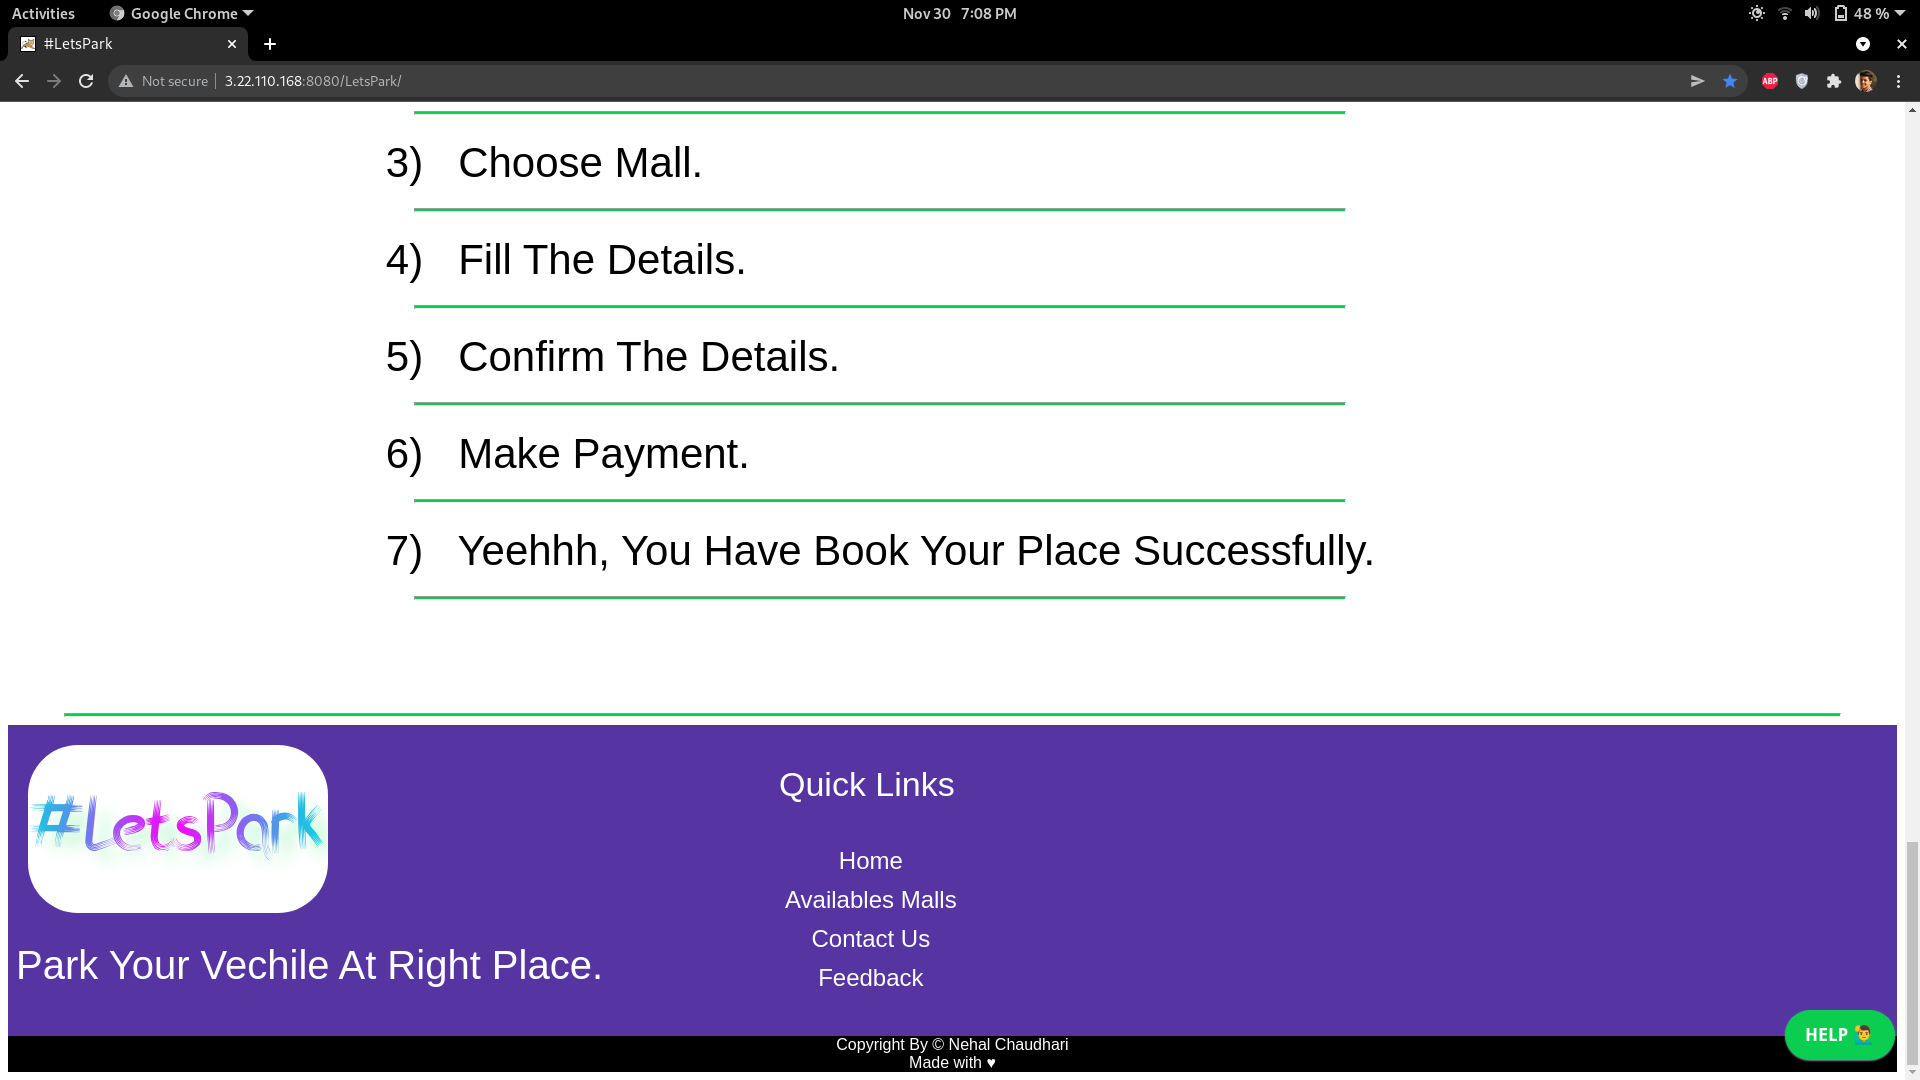 Activities Google Chrome Nov 30 7:08 PM 48 %
#LetsPark
Not secure 3.22.110.168:8080/LetsPark/ ABP
3) Choose Mall.
4) Fill The Details.
5) Confirm The Details.
6) Make Payment.
7) Yeehhh, You Have Book Your Place Successfully.
#LetsPark
Park Your Vechile At Right Place.
Quick Links
Home
Availables Malls
Contact Us
Feedback
HELP 🙋‍♂️
Copyright By © Nehal Chaudhari
Made with ♥